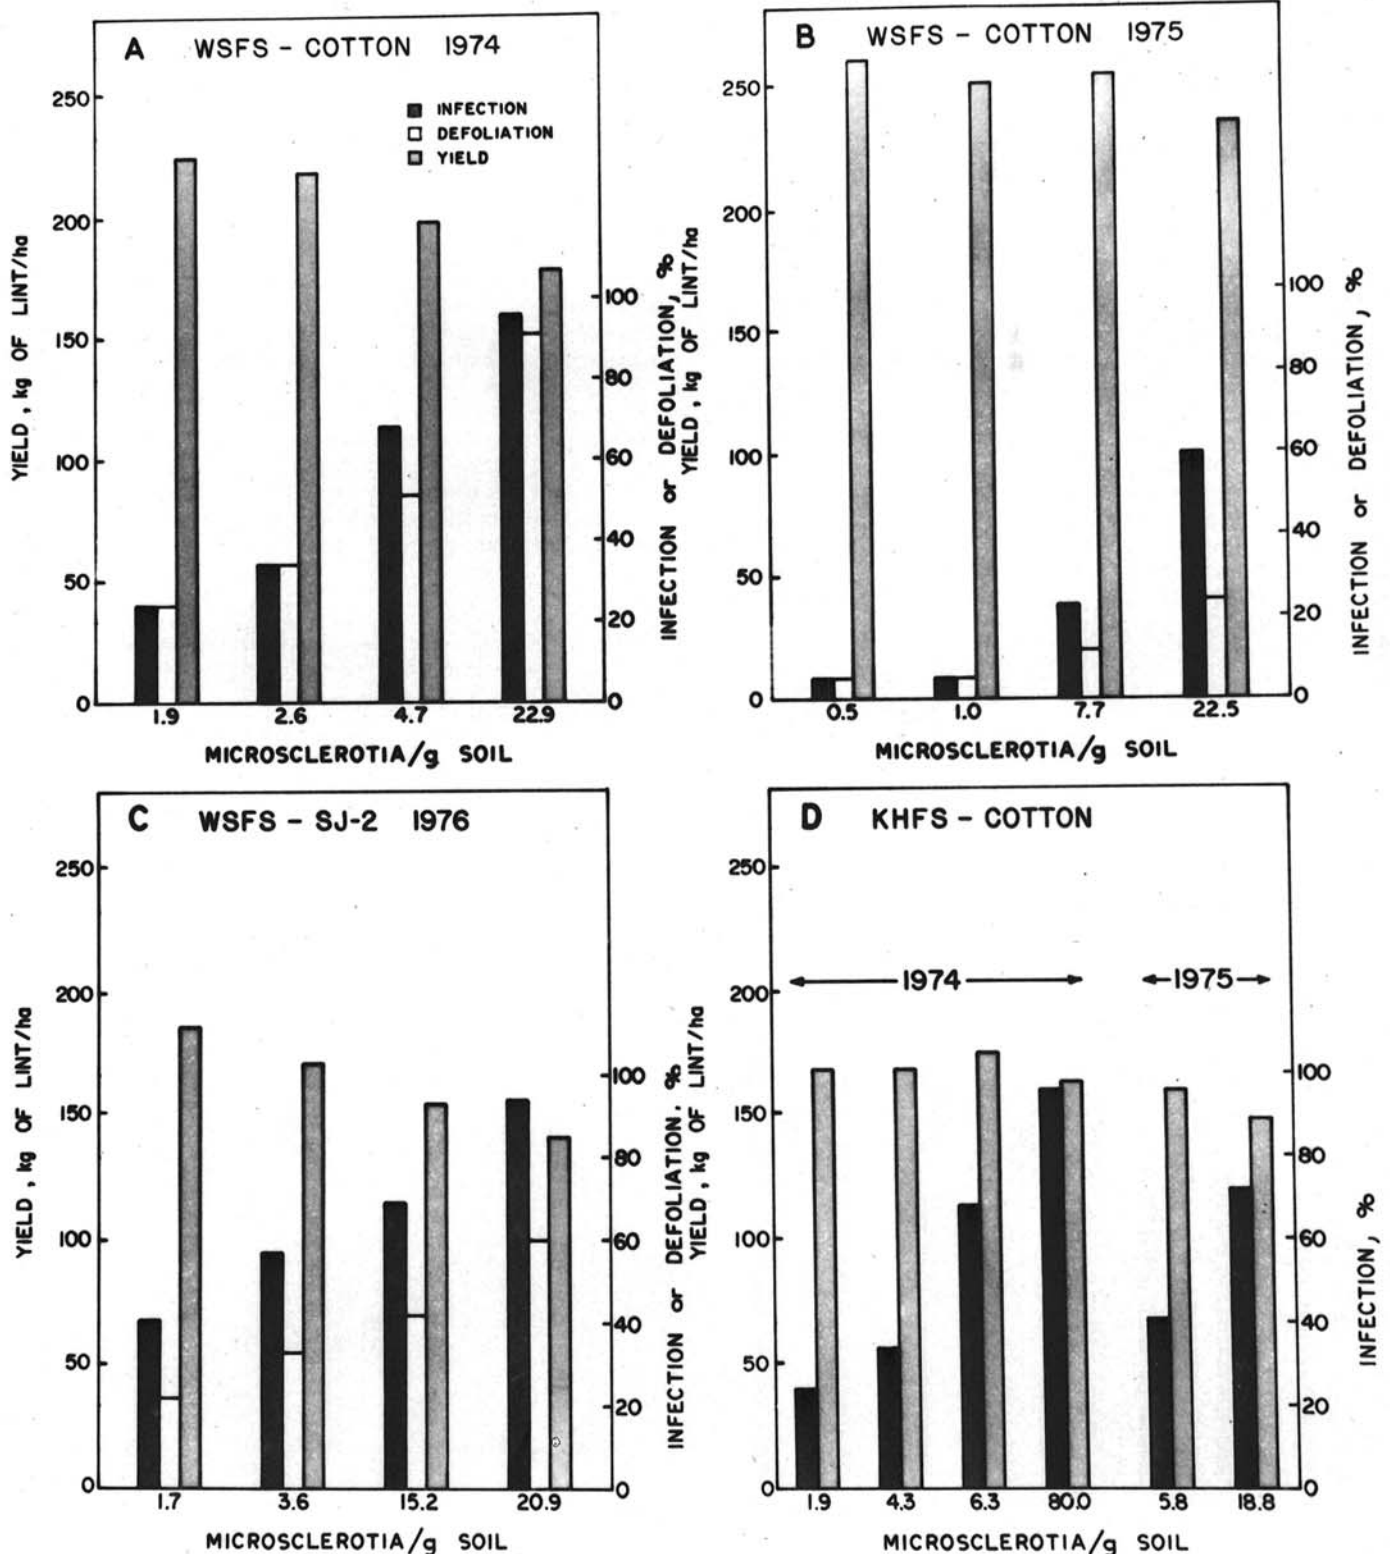 A WSFS - COTTON 1974
INFECTION
DEFOLIATION
YIELD
YIELD, kg OF LINT/ha
250
200
150
100
50
0
100
80
60
40
20
0
INFECTION or DEFOLIATION, %
1.9 2.6 4.7 22.9
MICROSCLEROTIA/g SOIL
B WSFS - COTTON 1975
YIELD, kg OF LINT/ha
250
200
150
100
50
0
100
80
60
40
20
0
INFECTION or DEFOLIATION, %
0.5 1.0 7.7 22.5
MICROSCLEROTIA/g SOIL
C WSFS - SJ-2 1976
YIELD, kg OF LINT/ha
250
200
150
100
50
0
100
80
60
40
20
0
INFECTION or DEFOLIATION. %
1.7 3.6 15.2 20.9
MICROSCLEROTIA/g SOIL
D KHFS - COTTON
1974 1975
YIELD, kg OF LINT/ha
250
200
150
100
50
0
100
80
60
40
20
0
INFECTION, %
1.9 4.3 6.3 80.0 5.8 18.8
MICROSCLEROTIA/g SOIL